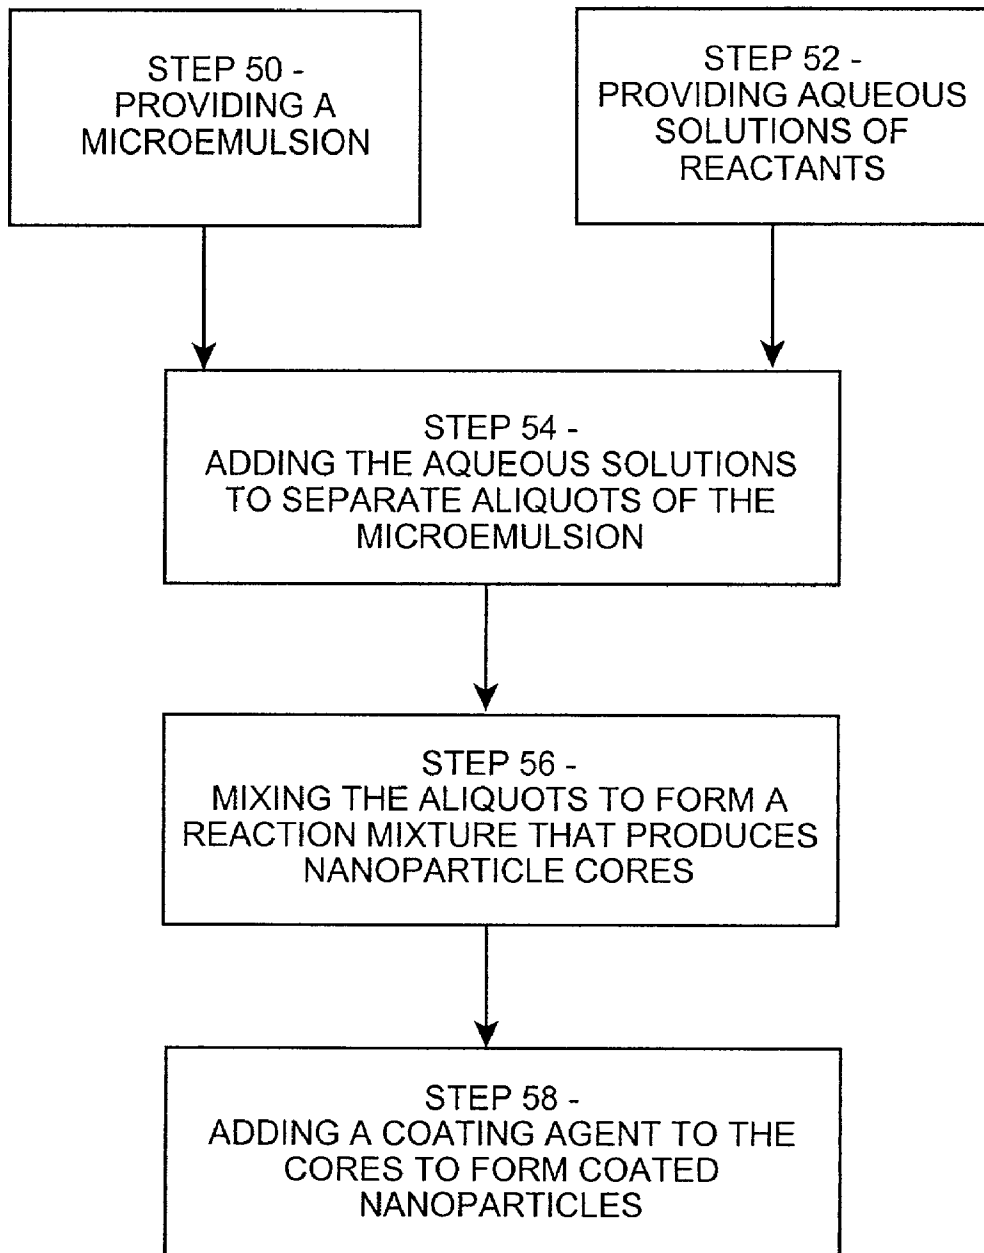 STEP 50 -
PROVIDING A
MICROEMULSION
STEP 52 -
PROVIDING AQUEOUS
SOLUTIONS OF
REACTANTS
STEP 54 -
ADDING THE AQUEOUS SOLUTIONS
TO SEPARATE ALIQUOTS OF THE
MICROEMULSION
STEP 56 -
MIXING THE ALIQUOTS TO FORM A
REACTION MIXTURE THAT PRODUCES
NANOPARTICLE CORES
STEP 58 -
ADDING A COATING AGENT TO THE
CORES TO FORM COATED
NANOPARTICLES